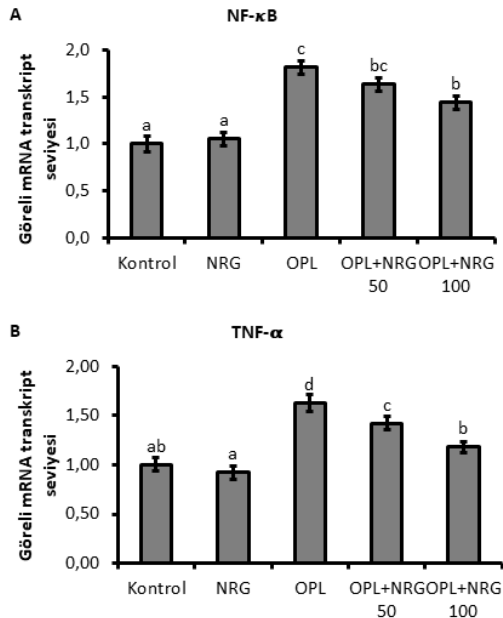 A
NF-κB
Göreli mRNA transkript
seviyesi
2,0
1,5
1,0
0,5
0,0
a
a
c
bc
b
Kontrol
NRG
OPL
OPL+NRG
50
OPL+NRG
100
B
TNF-α
Göreli mRNA transkript
seviyesi
2,00
1,50
1,00
0,50
0,00
ab
a
d
c
b
Kontrol
NRG
OPL
OPL+NRG
50
OPL+NRG
100